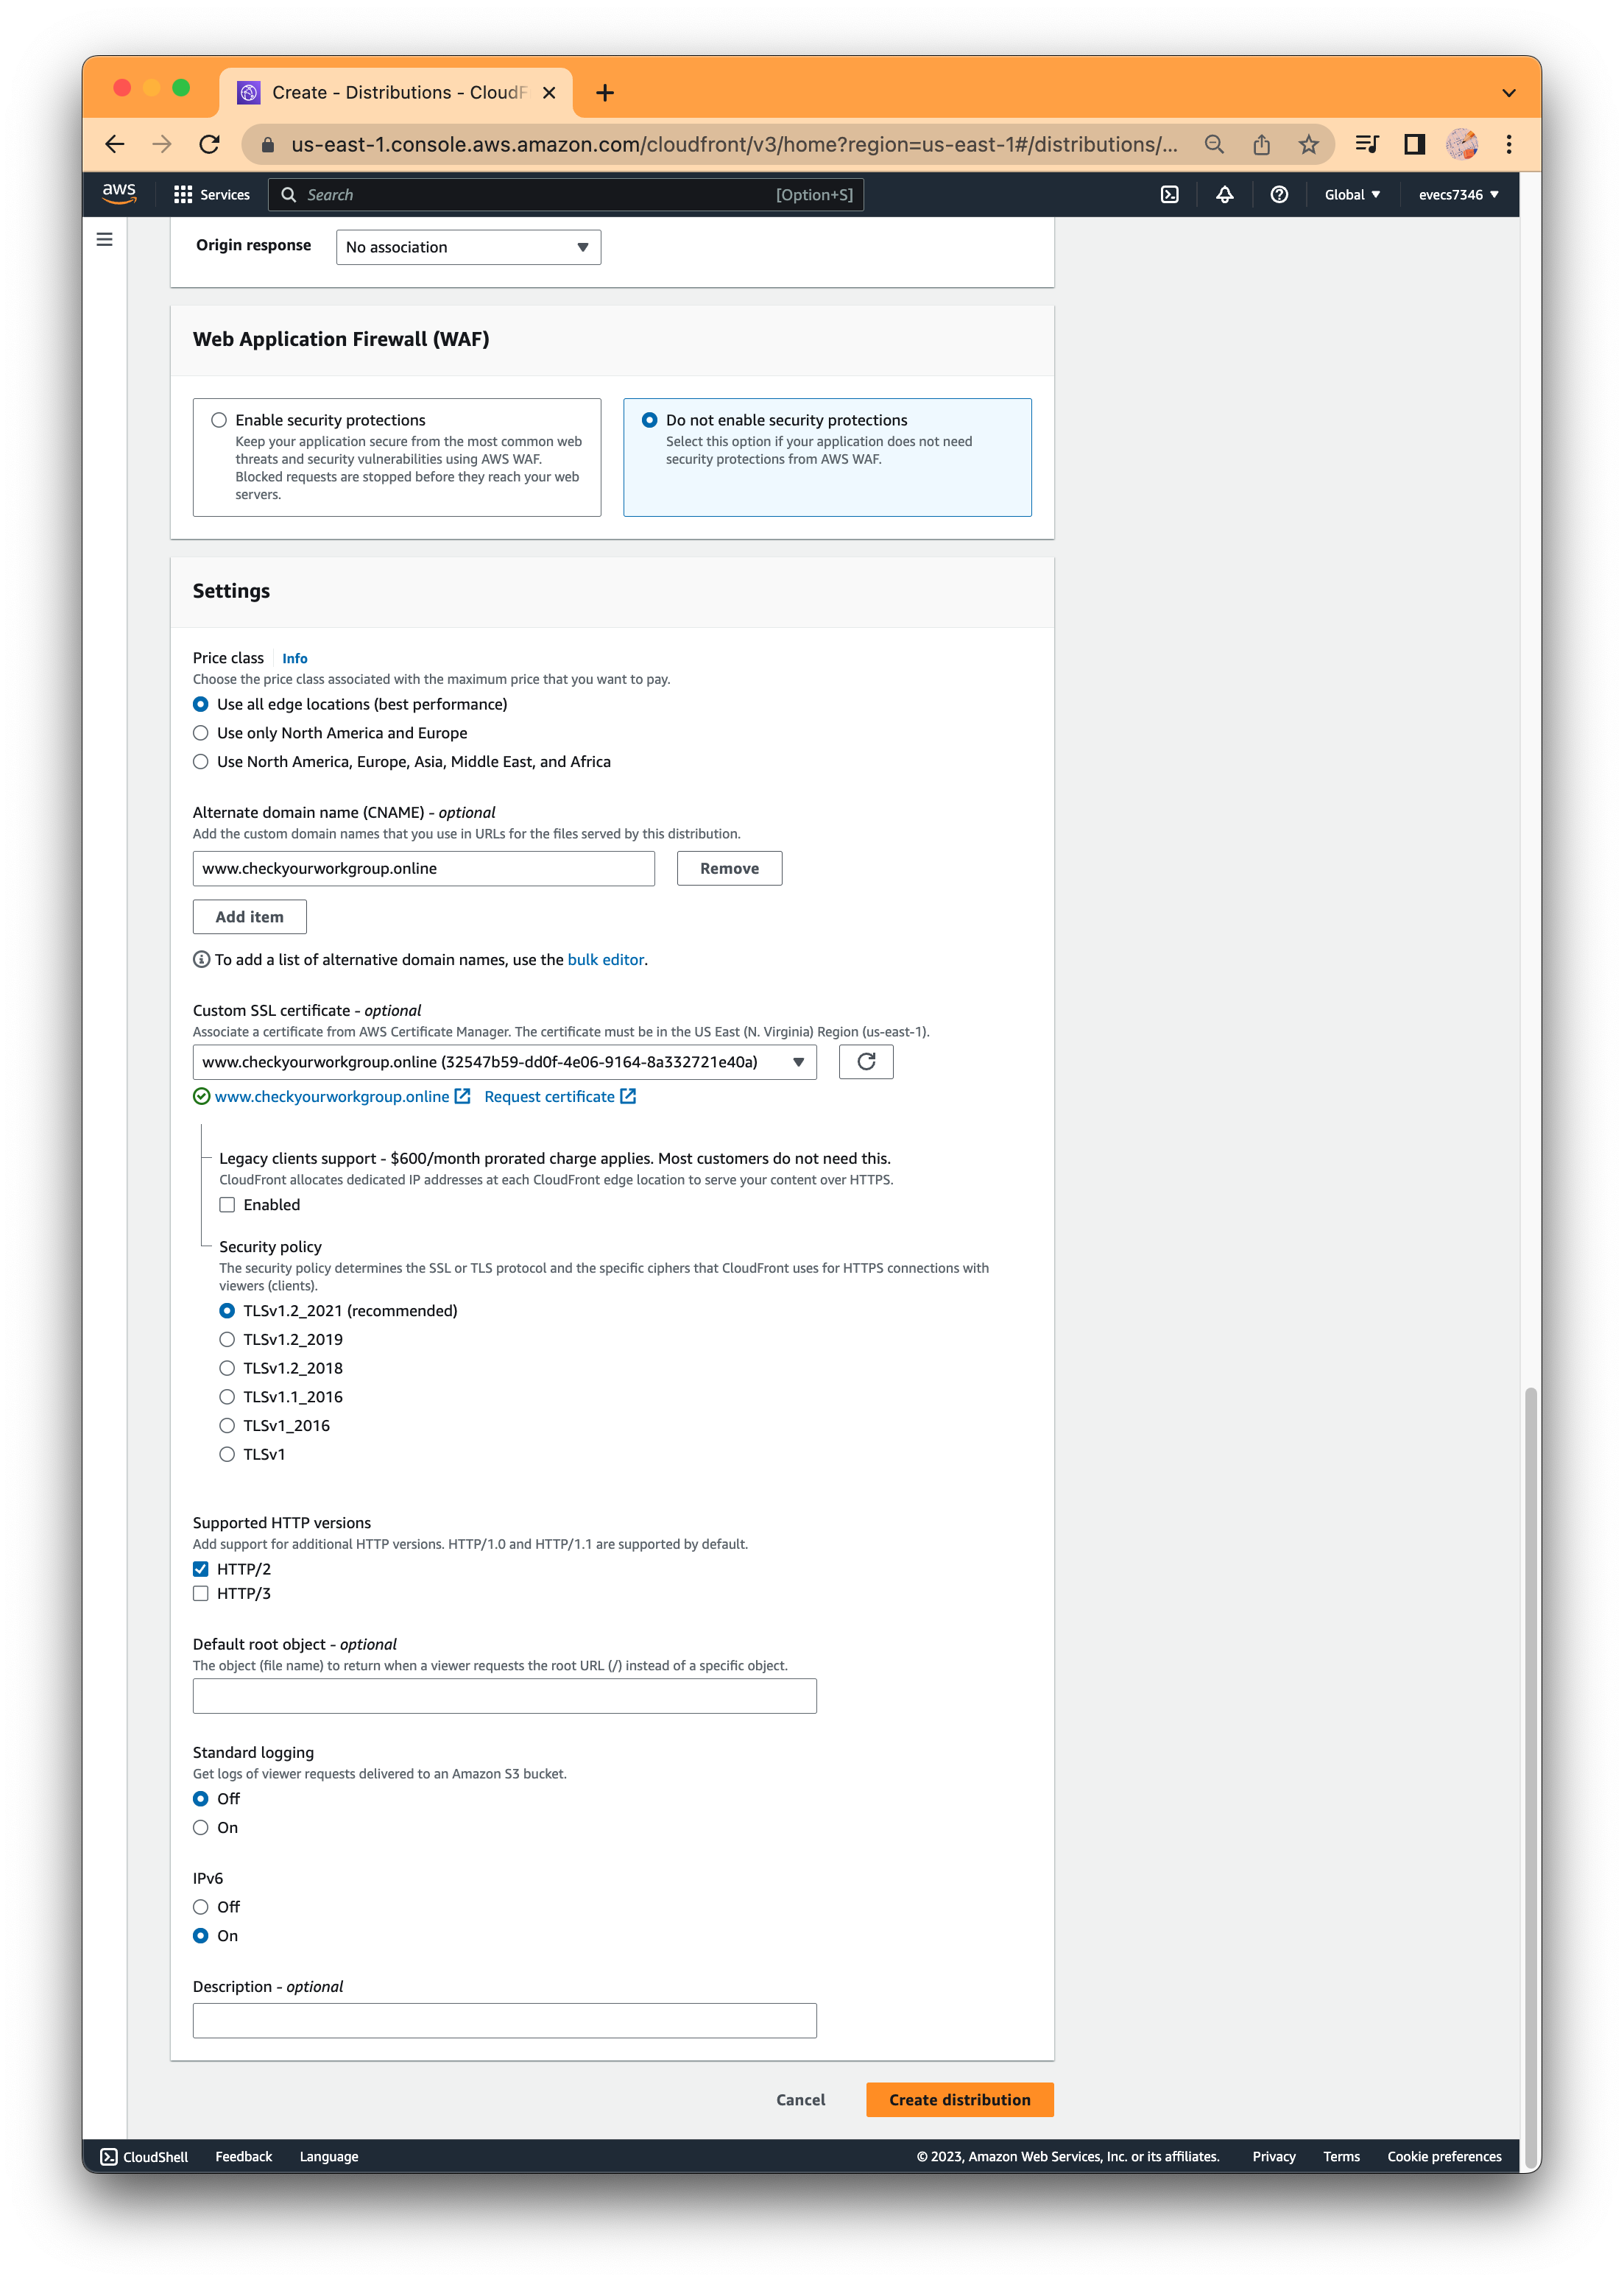 Create - Distributions - CloudF
us-east-1.console.aws.amazon.com/cloudfront/v3/home?region=us-east-1#/distributions/...
aws Services Search [Option+S] Global evecs7346
Origin response No association
Web Application Firewall (WAF)
Enable security protections
Keep your application secure from the most common web
threats and security vulnerabilities using AWS WAF.
Blocked requests are stopped before they reach your web
servers.
Do not enable security protections
Select this option if your application does not need
security protections from AWS WAF.
Settings
Price class Info
Choose the price class associated with the maximum price that you want to pay.
Use all edge locations (best performance)
Use only North America and Europe
Use North America, Europe, Asia, Middle East, and Africa
Alternate domain name (CNAME) - optional
Add the custom domain names that you use in URLs for the files served by this distribution.
www.checkyourworkgroup.online Remove
Add item
To add a list of alternative domain names, use the bulk editor.
Custom SSL certificate - optional
Associate a certificate from AWS Certificate Manager. The certificate must be in the US East (N. Virginia) Region (us-east-1).
www.checkyourworkgroup.online (32547b59-dd0f-4e06-9164-8a332721e40a)
www.checkyourworkgroup.online Request certificate
Legacy clients support - $600/month prorated charge applies. Most customers do not need this.
CloudFront allocates dedicated IP addresses at each CloudFront edge location to serve your content over HTTPS.
Enabled
Security policy
The security policy determines the SSL or TLS protocol and the specific ciphers that CloudFront uses for HTTPS connections with
viewers (clients).
TLSv1.2_2021 (recommended)
TLSv1.2_2019
TLSv1.2_2018
TLSv1.1_2016
TLSv1_2016
TLSv1
Supported HTTP versions
Add support for additional HTTP versions. HTTP/1.0 and HTTP/1.1 are supported by default.
HTTP/2
HTTP/3
Default root object - optional
The object (file name) to return when a viewer requests the root URL (/) instead of a specific object.
Standard logging
Get logs of viewer requests delivered to an Amazon S3 bucket.
Off
On
IPv6
Off
On
Description - optional
Cancel Create distribution
CloudShell Feedback Language © 2023, Amazon Web Services, Inc. or its affiliates. Privacy Terms Cookie preferences